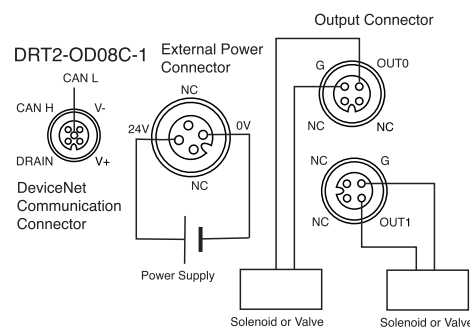 Output Connector
DRT2-OD08C-1
External Power
Connector
CAN L
G
OUT0
NC
CAN H
V-
24V
0V
NC
NC
DRAIN
V+
NC
G
NC
DeviceNet
Communication
Connector
NC
OUT1
Power Supply
Solenoid or Valve
Solenoid or Valve